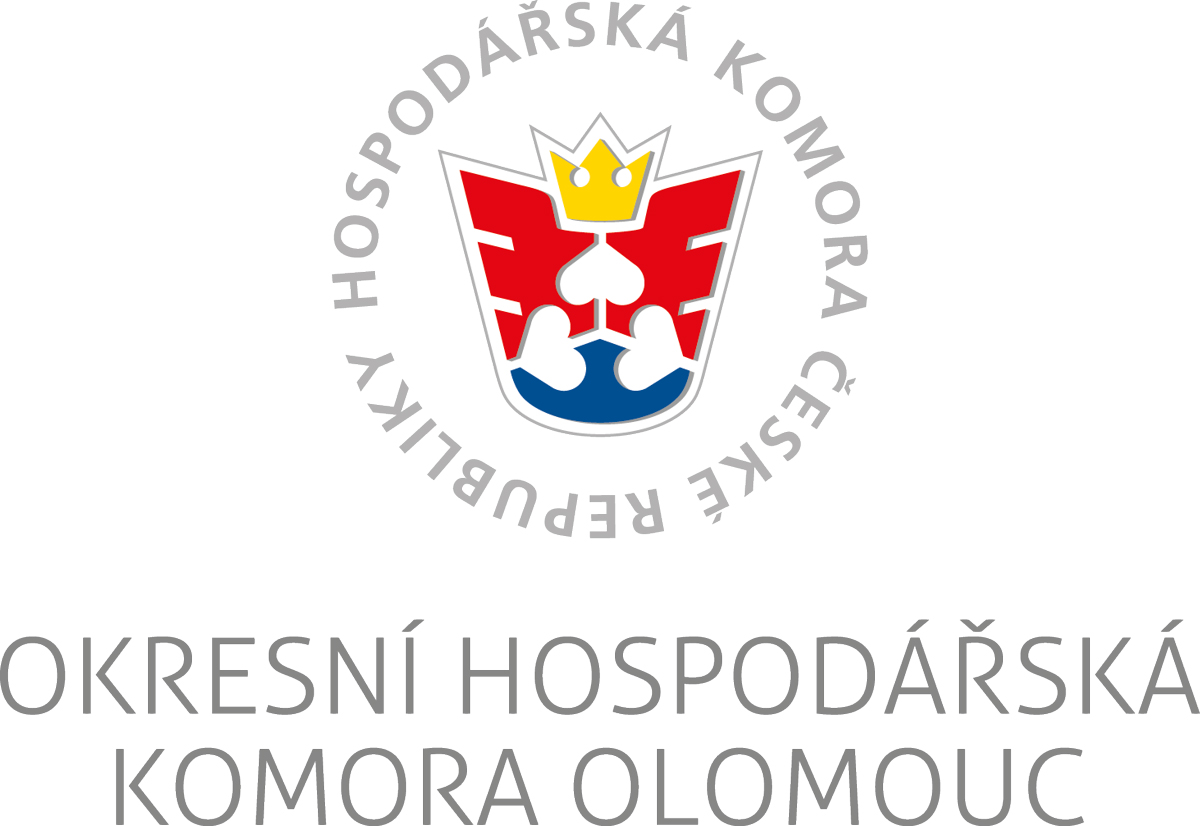 HOSPODÁŘSKÁ KOMORA ČESKÉ REPUBLIKY
OKRESNÍ HOSPODÁŘSKÁ
KOMORA OLOMOUC